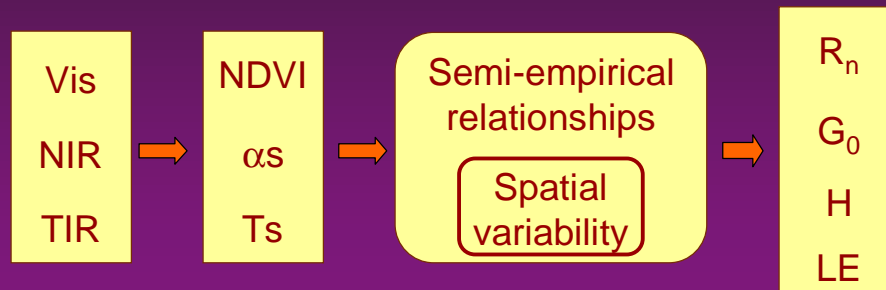 Vis
NIR
TIR
NDVI
αs
Ts
Semi-empirical
relationships
Spatial
variability
Rₙ
G₀
H
LE